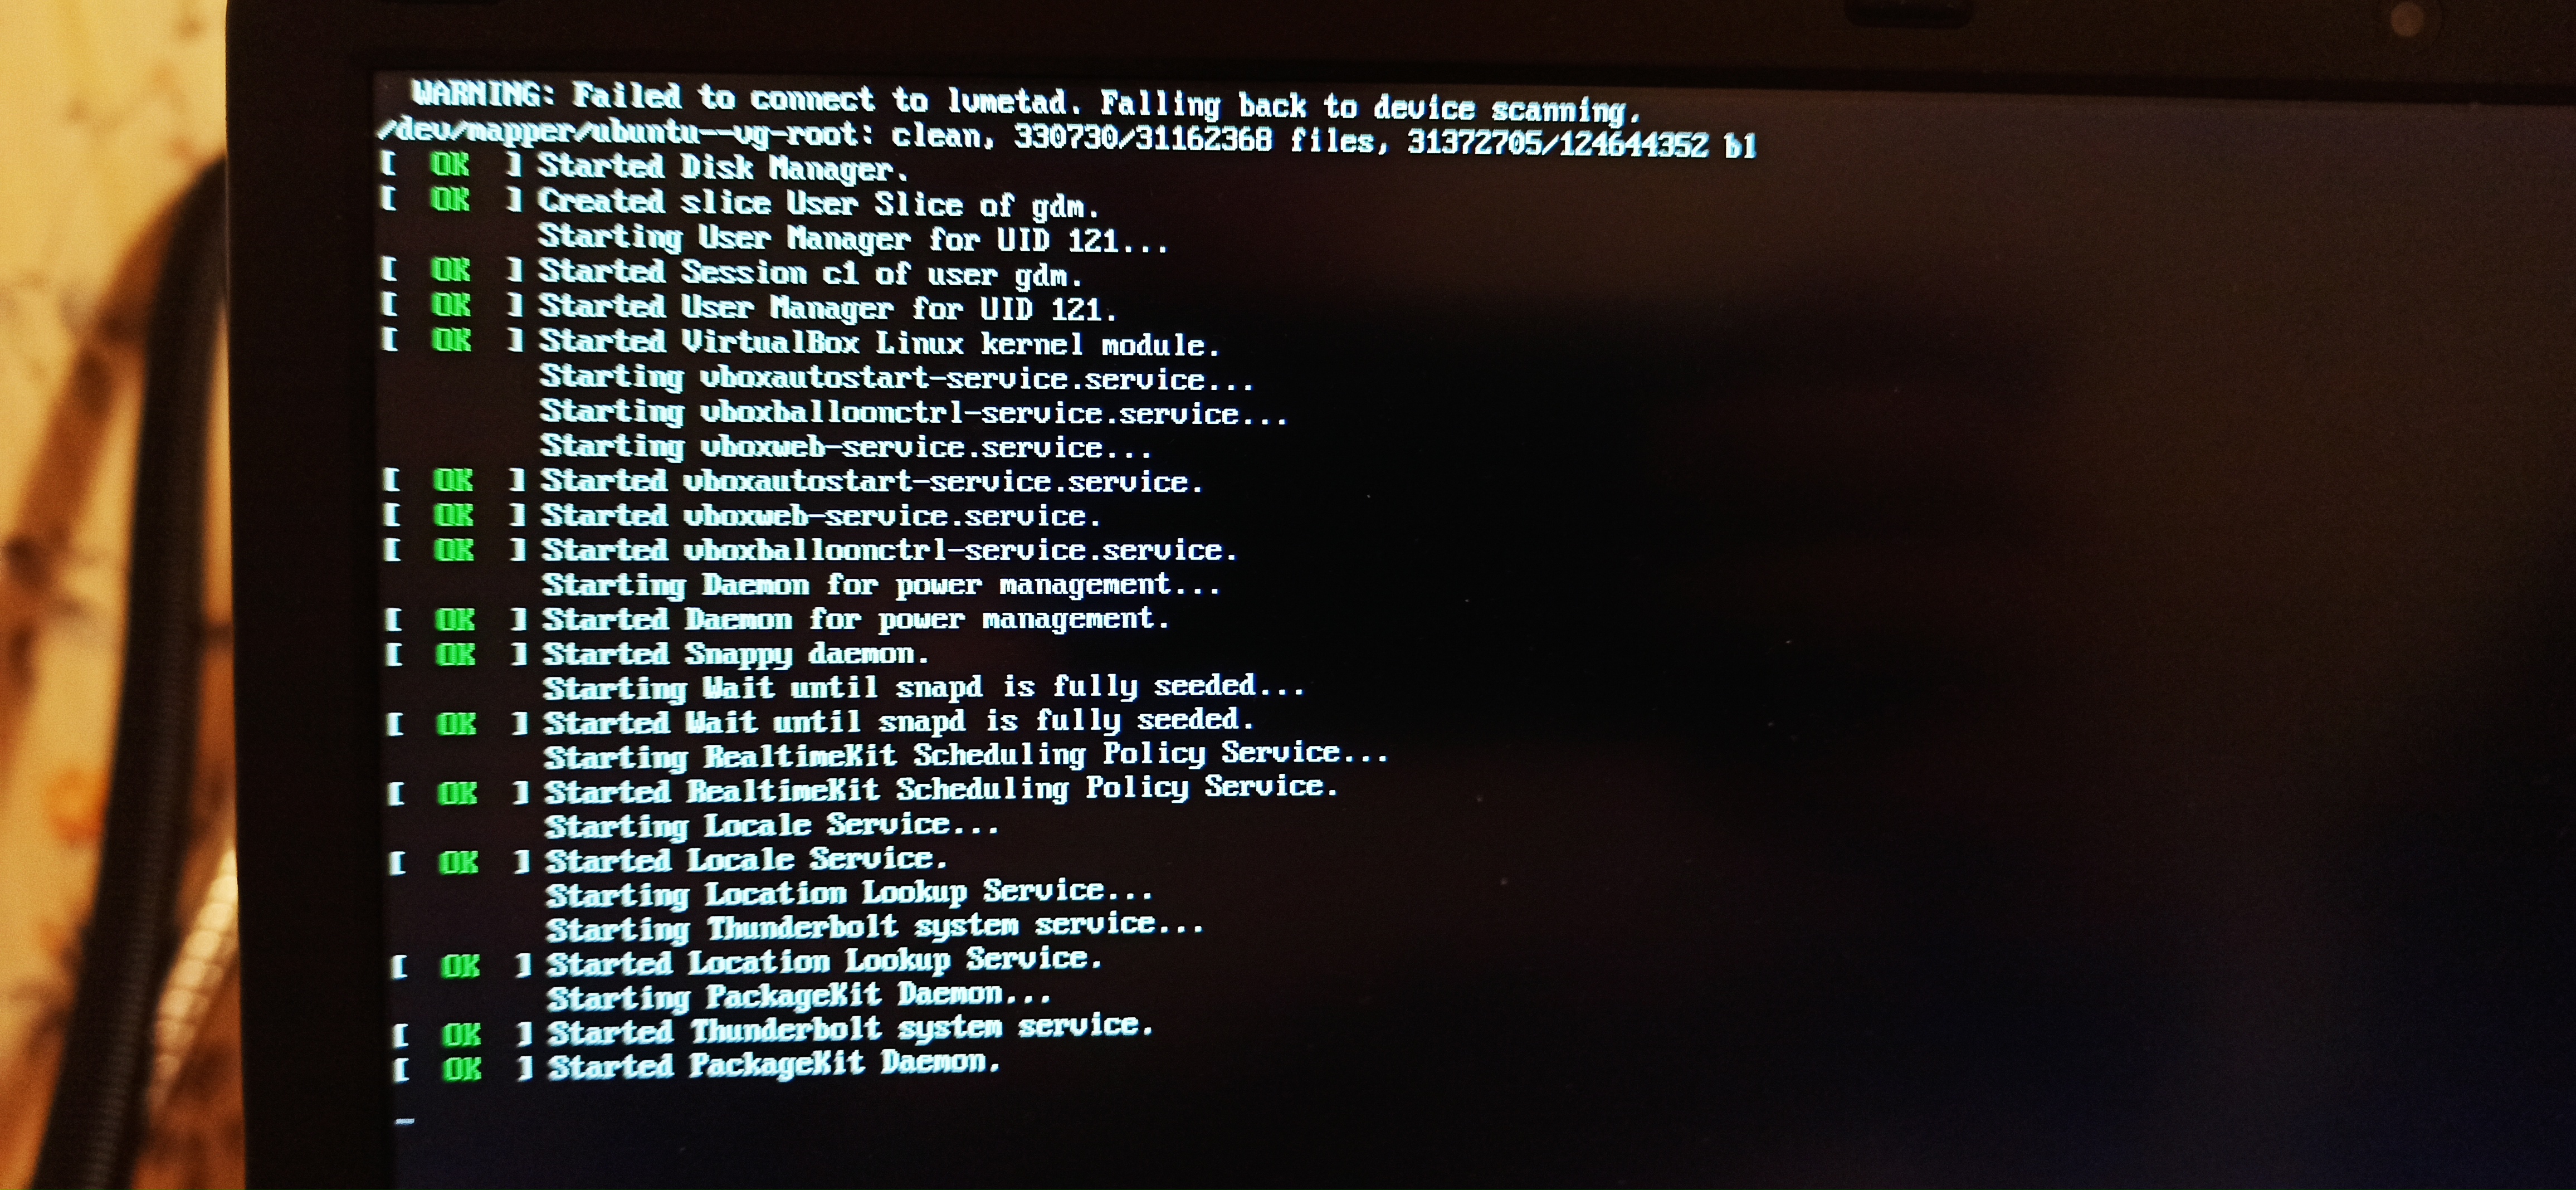 WARNING: Failed to connect to lvmetad. Falling back to device scanning.
/dev/mapper/ubuntu--vg-root: clean, 330730/31162368 files, 31372705/124644352 bl
[  OK  ] Started Disk Manager.
[  OK  ] Created slice User Slice of gdm.
Starting User Manager for UID 121...
[  OK  ] Started Session c1 of user gdm.
[  OK  ] Started User Manager for UID 121.
[  OK  ] Started VirtualBox Linux kernel module.
Starting vboxautostart-service.service...
Starting vboxballoonctrl-service.service...
Starting vboxweb-service.service...
[  OK  ] Started vboxautostart-service.service.
[  OK  ] Started vboxweb-service.service.
[  OK  ] Started vboxballoonctrl-service.service.
Starting Daemon for power management...
[  OK  ] Started Daemon for power management.
[  OK  ] Started Snappy daemon.
Starting Wait until snapd is fully seeded...
[  OK  ] Started Wait until snapd is fully seeded.
Starting RealtimeKit Scheduling Policy Service...
[  OK  ] Started RealtimeKit Scheduling Policy Service.
Starting Locale Service...
[  OK  ] Started Locale Service.
Starting Location Lookup Service...
Starting Thunderbolt system service...
[  OK  ] Started Location Lookup Service.
Starting PackageKit Daemon...
[  OK  ] Started Thunderbolt system service.
[  OK  ] Started PackageKit Daemon.
_